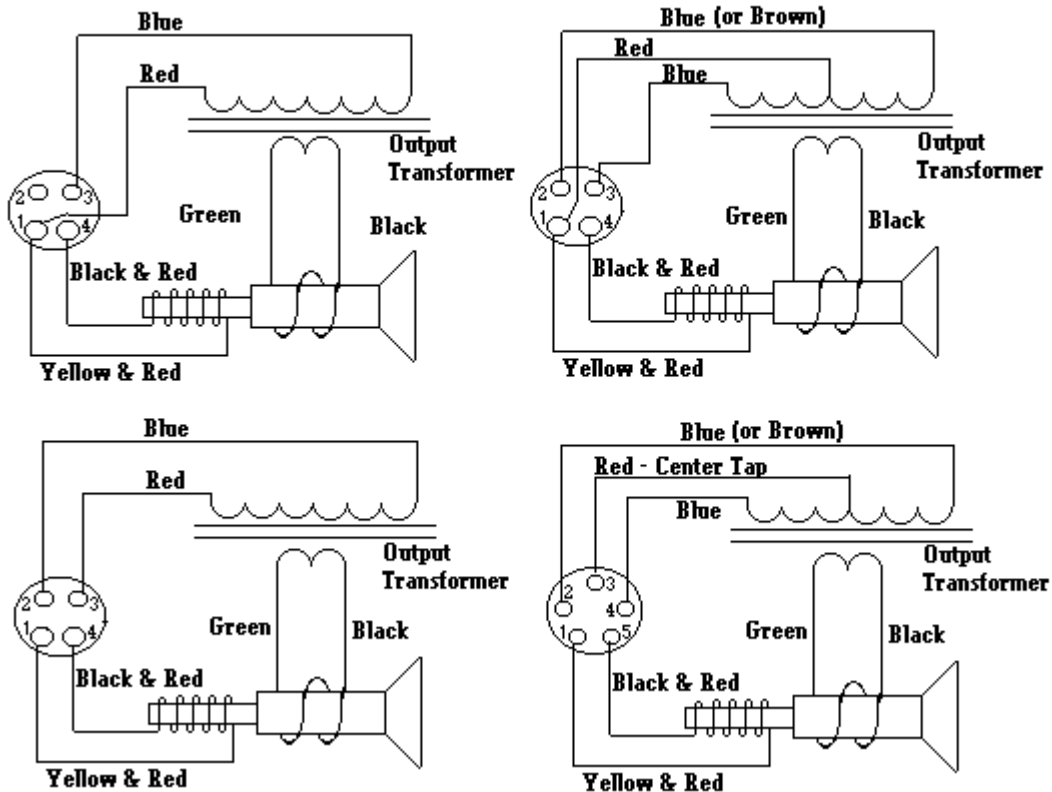 Blue
Red
Output
Transformer
2
3
1
4
Green
Black
Black & Red
Yellow & Red
Blue (or Brown)
Red
Blue
Output
Transformer
2
3
1
4
Green
Black
Black & Red
Yellow & Red
Blue
Red
Output
Transformer
2
3
1
4
Green
Black
Black & Red
Yellow & Red
Blue (or Brown)
Red - Center Tap
Blue
Output
Transformer
3
2
4
1
5
Green
Black
Black & Red
Yellow & Red